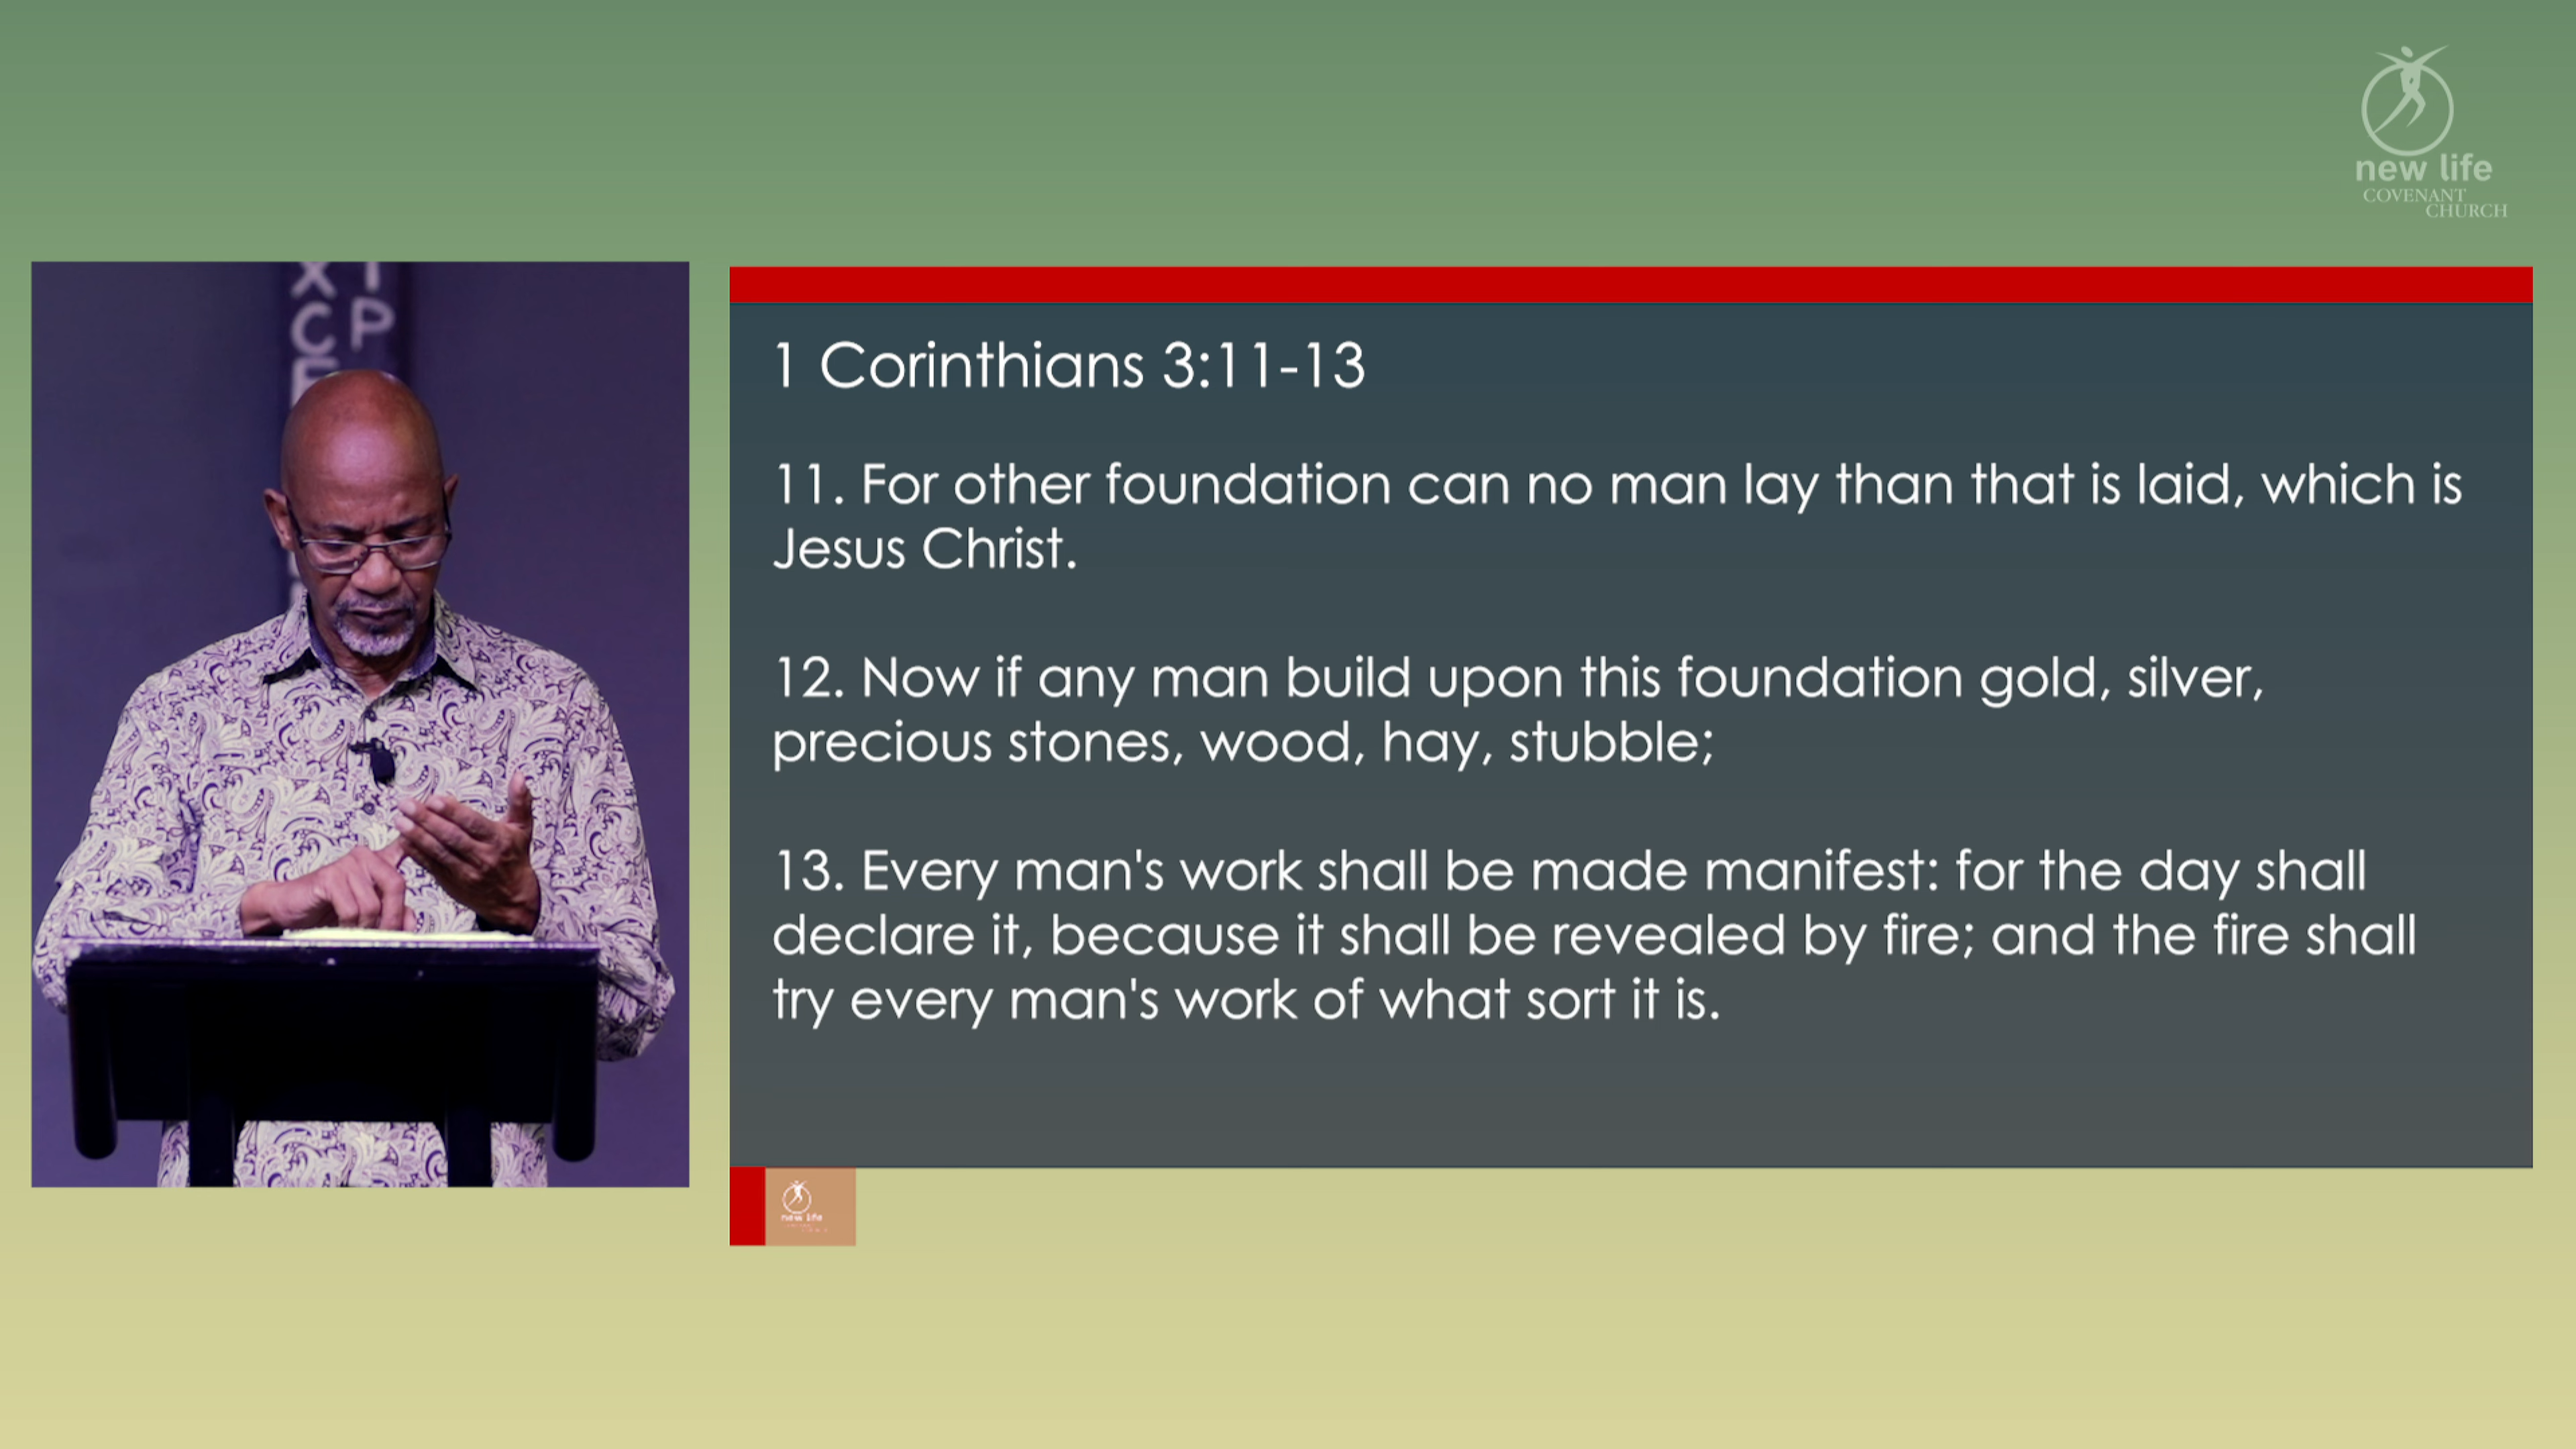 new life
COVENANT
CHURCH
X T
C P
E
1 Corinthians 3:11-13
11. For other foundation can no man lay than that is laid, which is
Jesus Christ.
12. Now if any man build upon this foundation gold, silver,
precious stones, wood, hay, stubble;
13. Every man's work shall be made manifest: for the day shall
declare it, because it shall be revealed by fire; and the fire shall
try every man's work of what sort it is.
new life